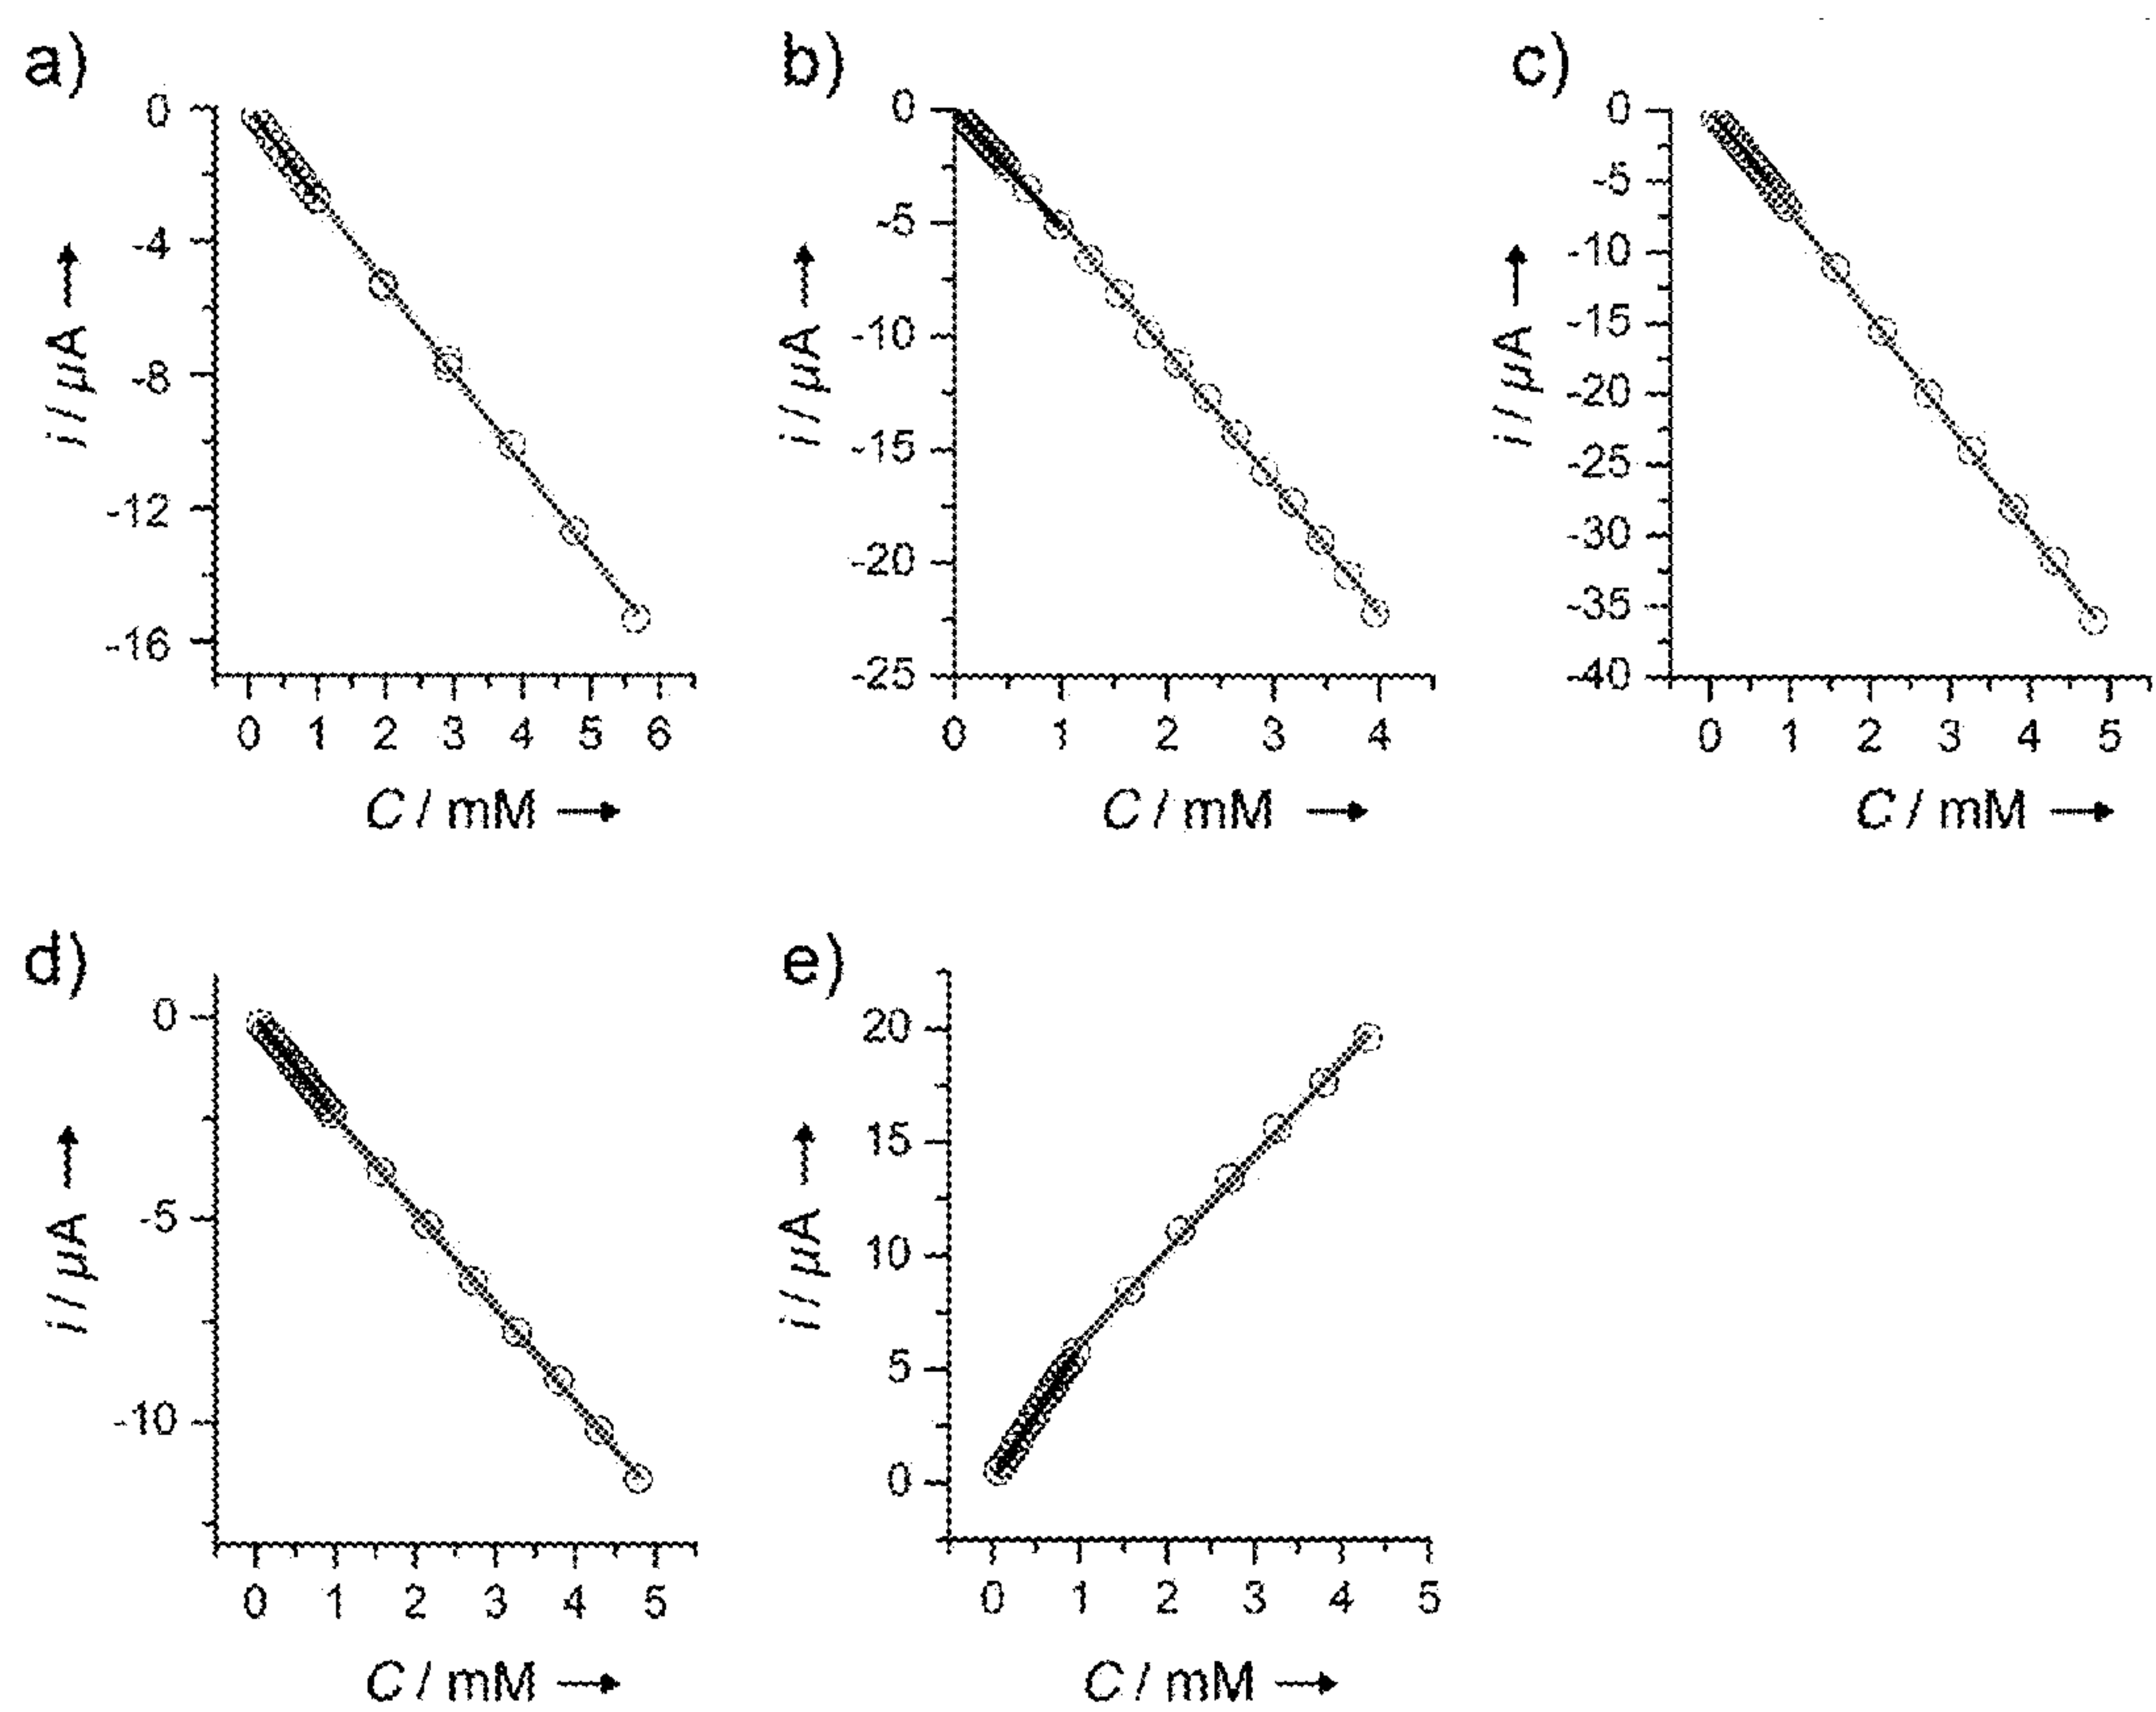 a)
0
-4
-8
-12
-16
i / µA →
0 1 2 3 4 5 6
C / mM →
b)
0
-5
-10
-15
-20
-25
i / µA →
0 1 2 3 4
C / mM →
c)
0
-5
-10
-15
-20
-25
-30
-35
-40
i / µA →
0 1 2 3 4 5
C / mM →
d)
0
-5
-10
i / µA →
0 1 2 3 4 5
C / mM →
e)
20
15
10
5
0
i / µA →
0 1 2 3 4 5
C / mM →